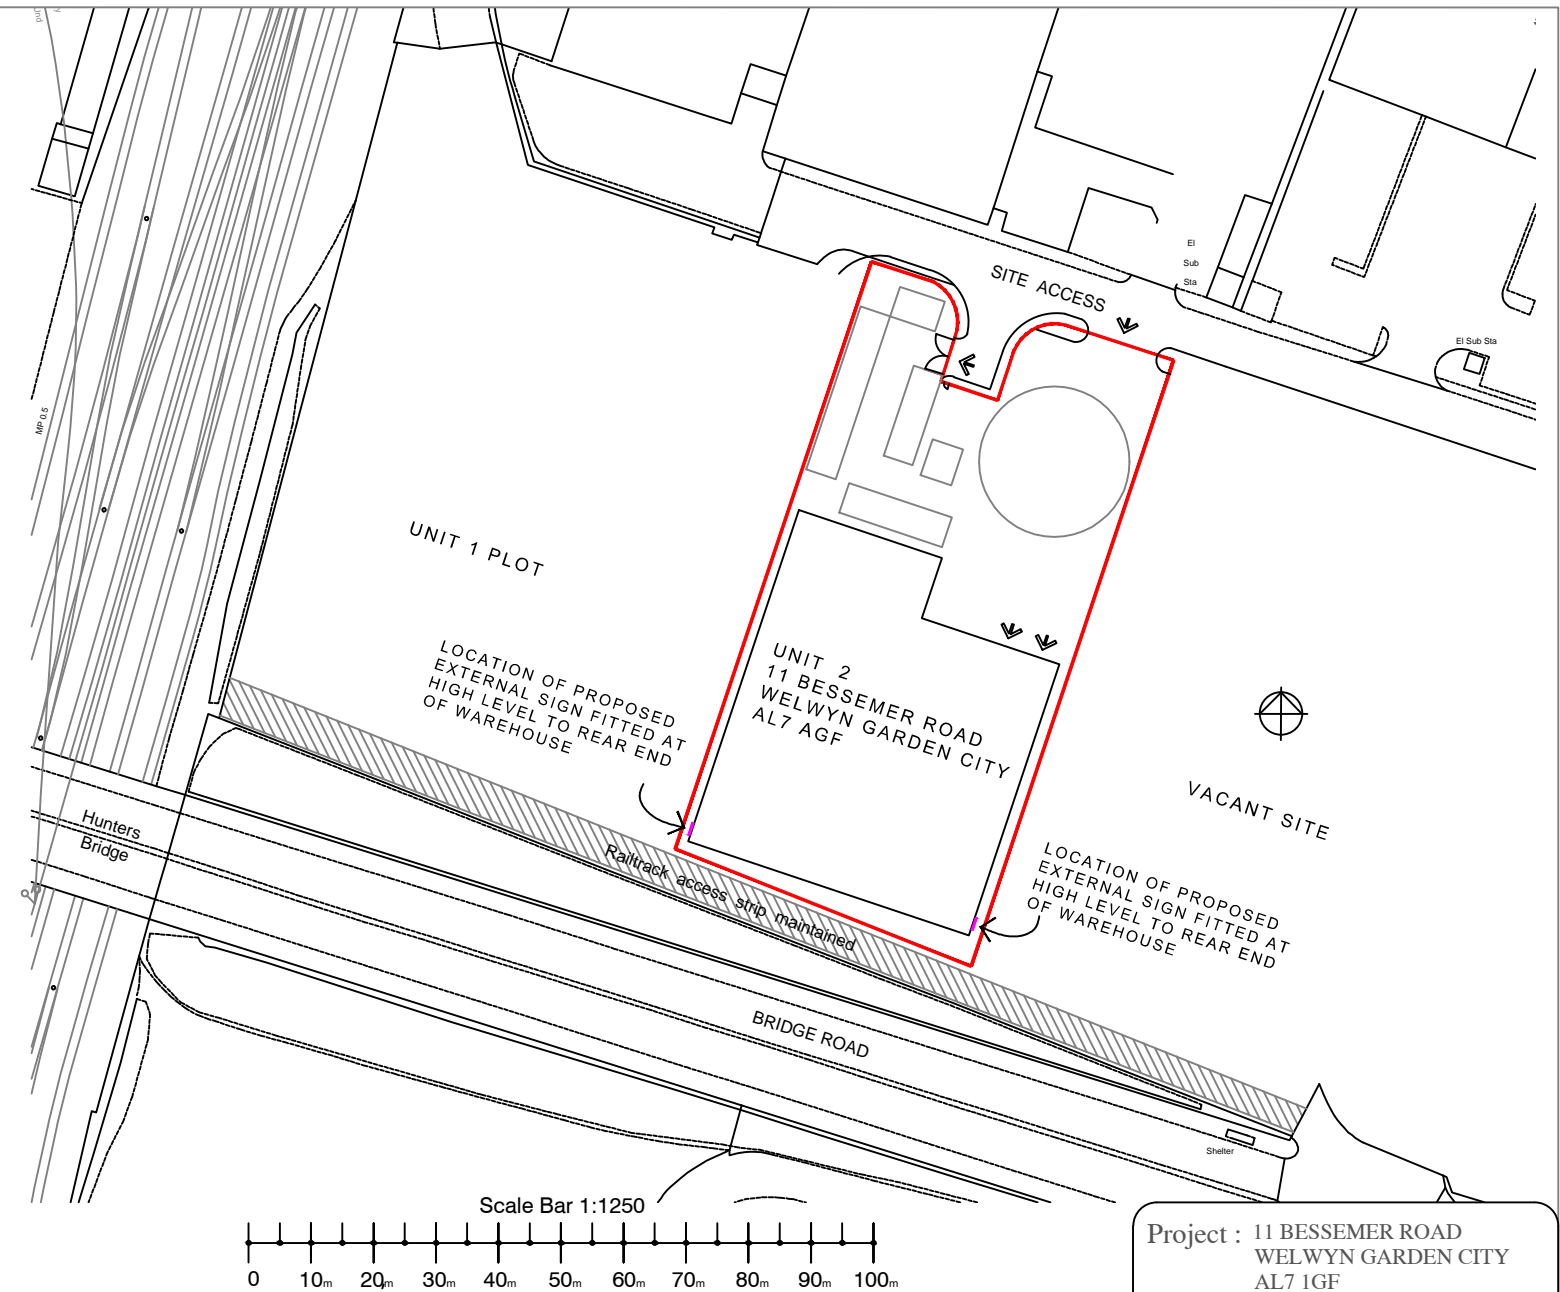 SITE ACCESS
El
Sub
Sta
El Sub Sta
MP 0.5
UNIT 1 PLOT
LOCATION OF PROPOSED
EXTERNAL SIGN FITTED AT
HIGH LEVEL TO REAR END
OF WAREHOUSE
UNIT 2
11 BESSEMER ROAD
WELWYN GARDEN CITY
AL7 AGF
VACANT SITE
Hunters
Bridge
Railtrack access strip maintained
LOCATION OF PROPOSED
EXTERNAL SIGN FITTED AT
HIGH LEVEL TO REAR END
OF WAREHOUSE
BRIDGE ROAD
Shelter
Scale Bar 1:1250
0 10m 20m 30m 40m 50m 60m 70m 80m 90m 100m
Project : 11 BESSEMER ROAD
WELWYN GARDEN CITY
AL7 1GF